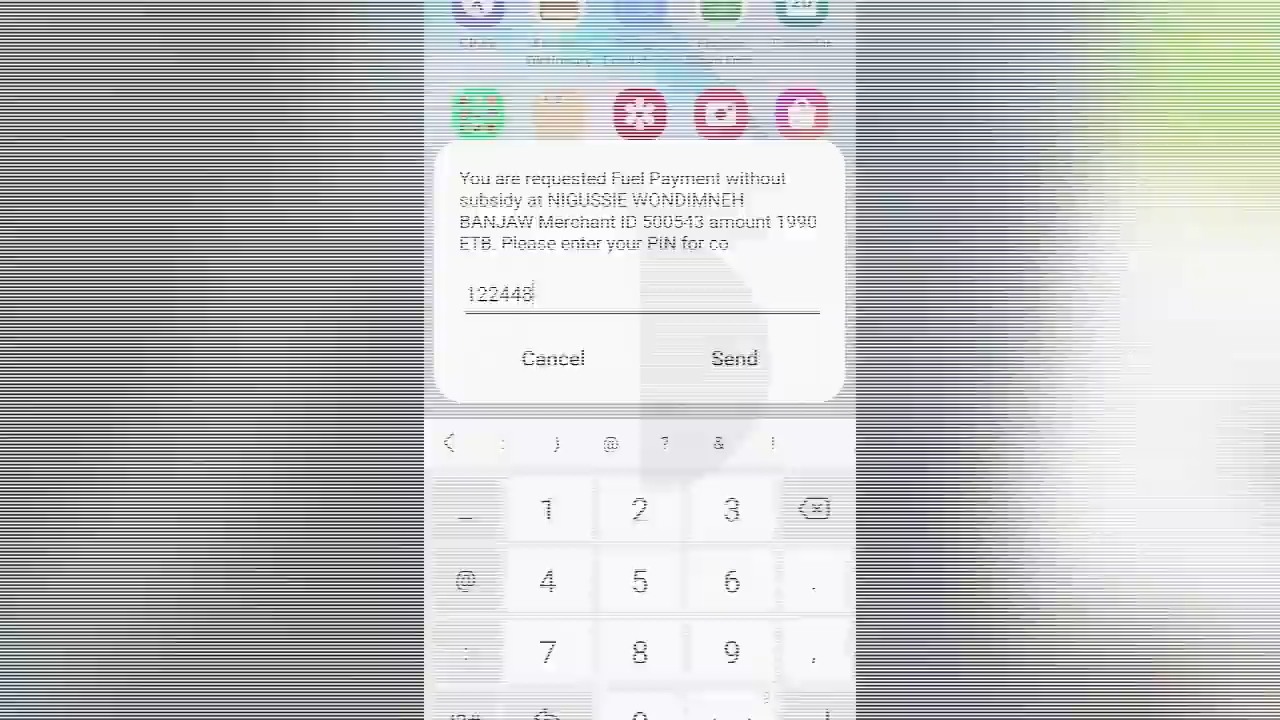 You are requested Fuel Payment without
subsidy at NIGUSSIE WONDIMNEH
BANJAW Merchant ID 500543 amount 1990
ETB. Please enter your PIN for co
122448
Cancel Send
: ) @ ? & !
_ 1 2 3
@ 4 5 6 .
: 7 8 9 ,